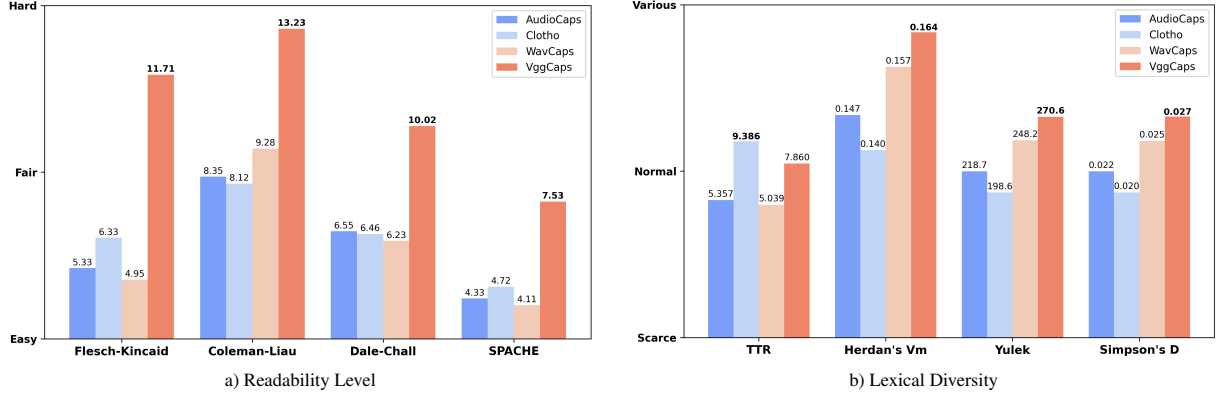 Hard
Fair
Easy
AudioCaps
Clotho
WavCaps
VggCaps
5.33 6.33 4.95 11.71
8.35 8.12 9.28 13.23
6.55 6.46 6.23 10.02
4.33 4.72 4.11 7.53
Flesch-Kincaid Coleman-Liau Dale-Chall SPACHE
a) Readability Level
Various
Normal
Scarce
AudioCaps
Clotho
WavCaps
VggCaps
5.357 9.386 5.039 7.860
0.147 0.140 0.157 0.164
218.7 198.6 248.2 270.6
0.022 0.020 0.025 0.027
TTR Herdan's Vm Yulek Simpson's D
b) Lexical Diversity